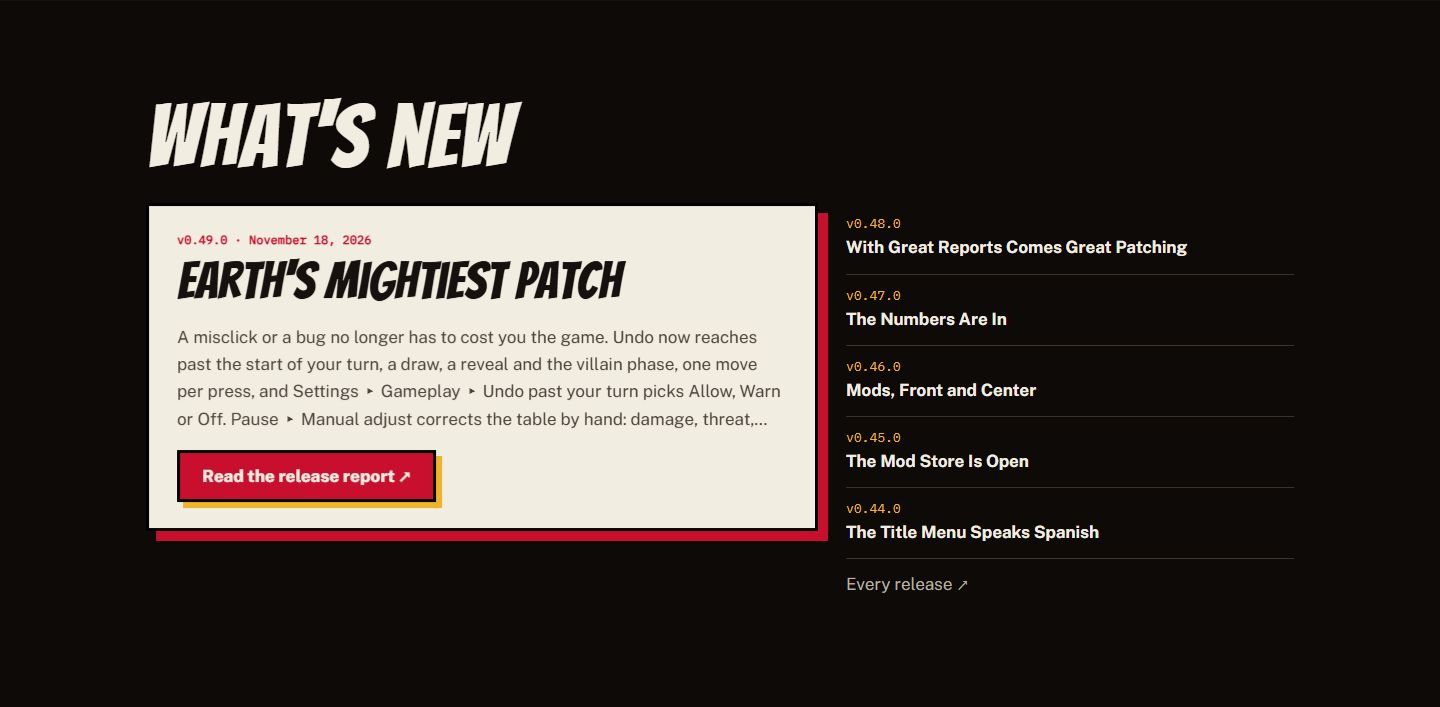 WHAT'S NEW
v0.49.0 · November 18, 2026
EARTH'S MIGHTIEST PATCH
A misclick or a bug no longer has to cost you the game. Undo now reaches
past the start of your turn, a draw, a reveal and the villain phase, one move
per press, and Settings ‣ Gameplay ‣ Undo past your turn picks Allow, Warn
or Off. Pause ‣ Manual adjust corrects the table by hand: damage, threat,...
Read the release report ↗
v0.48.0
With Great Reports Comes Great Patching
v0.47.0
The Numbers Are In
v0.46.0
Mods, Front and Center
v0.45.0
The Mod Store Is Open
v0.44.0
The Title Menu Speaks Spanish
Every release ↗